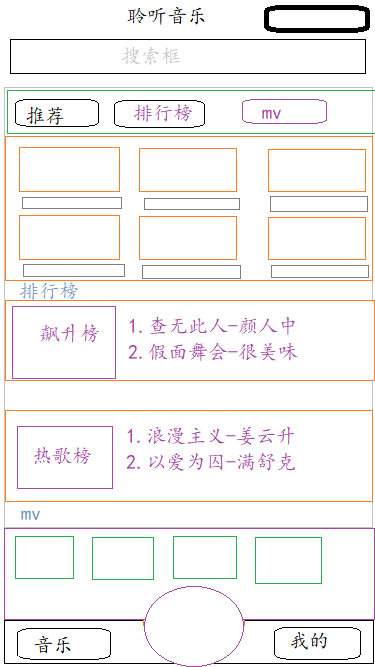 聆听音乐
搜索框
推荐 排行榜 mv
排行榜
飙升榜
1.查无此人-颜人中
2.假面舞会-很美味
热歌榜
1.浪漫主义-姜云升
2.以爱为囚-满舒克
mv
音乐 我的